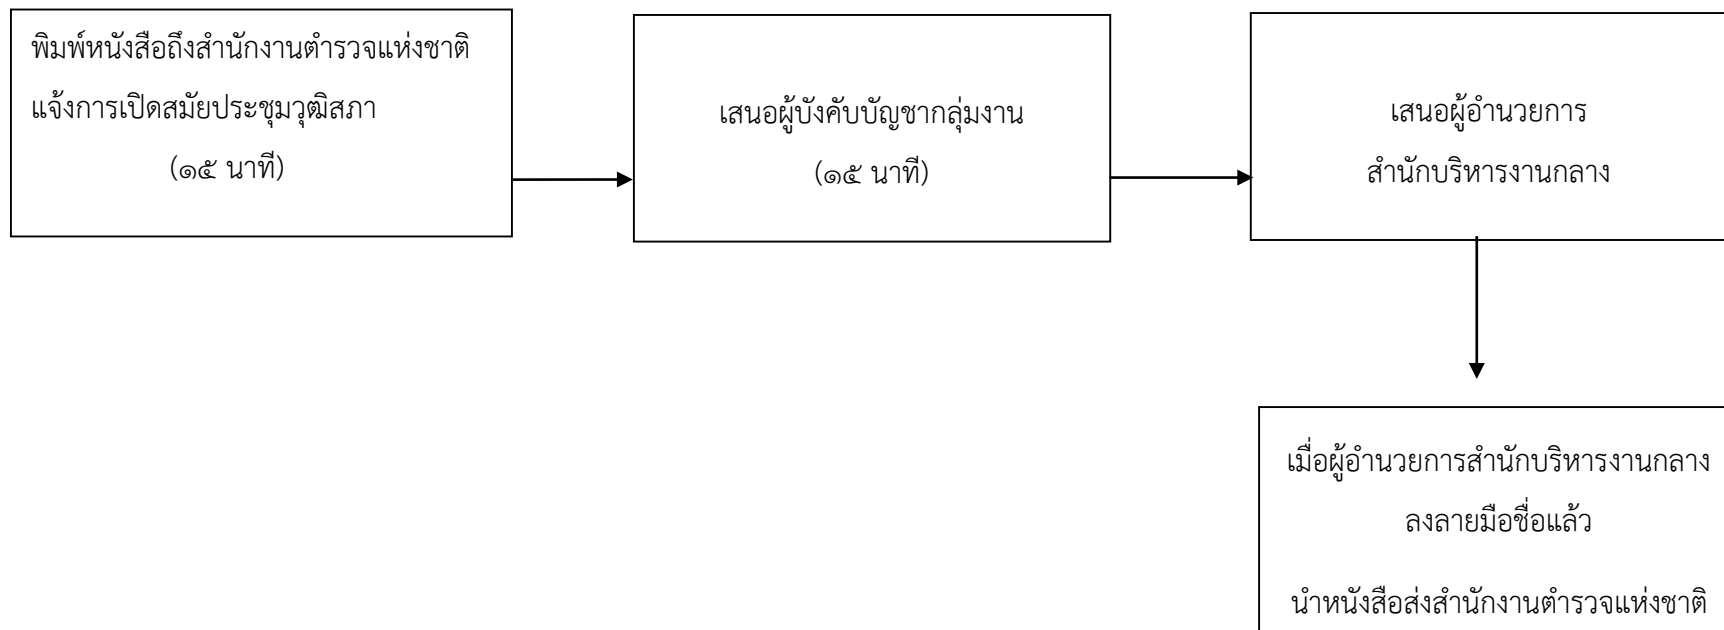 พิมพ์หนังสือถึงสำนักงานตำรวจแห่งชาติ
แจ้งการเปิดสมัยประชุมวุฒิสภา
(๑๕ นาที)
เสนอผู้บังคับบัญชากลุ่มงาน
(๑๕ นาที)
เสนอผู้อำนวยการ
สำนักบริหารงานกลาง
เมื่อผู้อำนวยการสำนักบริหารงานกลาง
ลงลายมือชื่อแล้ว
นำหนังสือส่งสำนักงานตำรวจแห่งชาติ